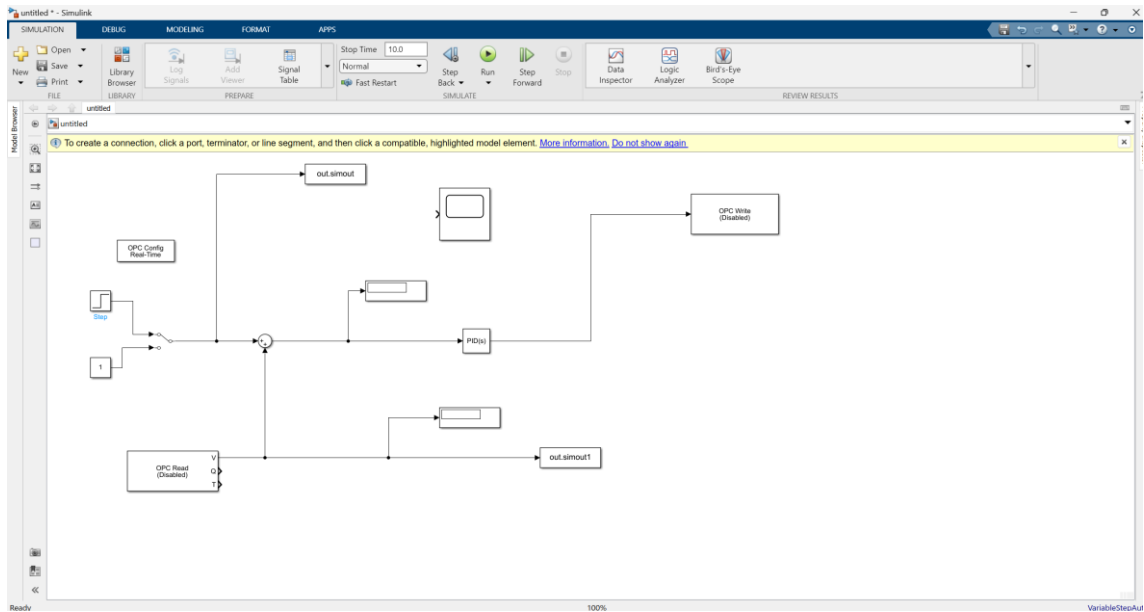 untitled * - Simulink
SIMULATION DEBUG MODELING FORMAT APPS
New
Open
Save
Print
FILE
Library
Browser
LIBRARY
Log
Signals
Add
Viewer
Signal
Table
PREPARE
Stop Time 10.0
Normal
Fast Restart
Step
Back
Run
Step
Forward
Stop
SIMULATE
Data
Inspector
Logic
Analyzer
Bird's-Eye
Scope
REVIEW RESULTS
Model Browser
untitled
untitled
To create a connection, click a port, terminator, or line segment, and then click a compatible, highlighted model element. More information. Do not show again
out.simout
OPC Write
(Disabled)
OPC Config
Real-Time
Step
1
PID(s)
OPC Read
(Disabled)
V
Q
T
out.simout1
Ready
100%
VariableStepAut